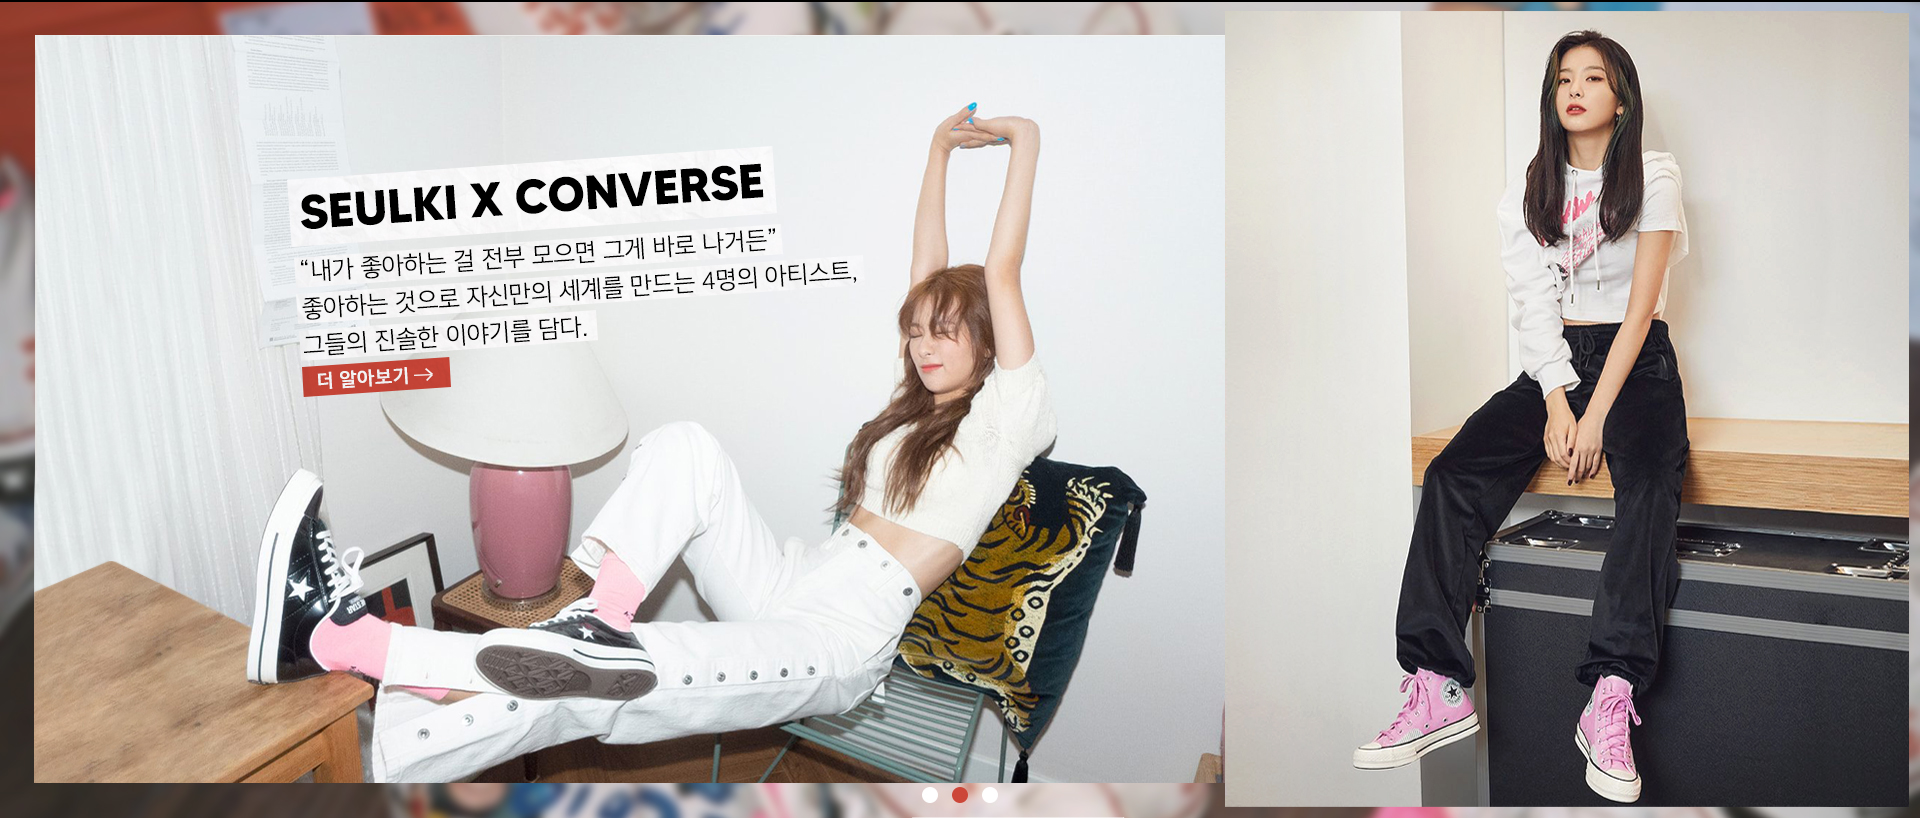 SEULKI X CONVERSE
“내가 좋아하는 걸 전부 모으면 그게 바로 나거든”
좋아하는 것으로 자신만의 세계를 만드는 4명의 아티스트,
그들의 진솔한 이야기를 담다.
더 알아보기 →